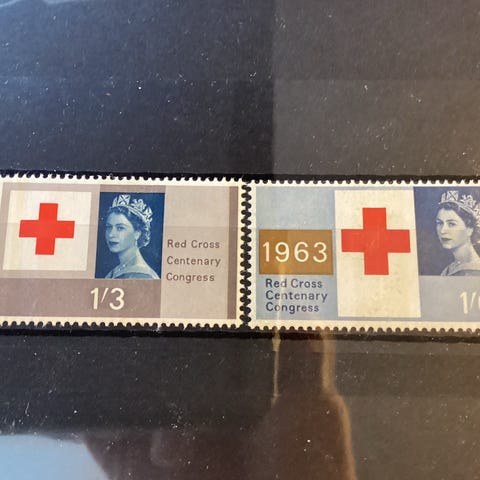 Red Cross
Centenary
Congress
1/3
1963
Red Cross
Centenary
Congress